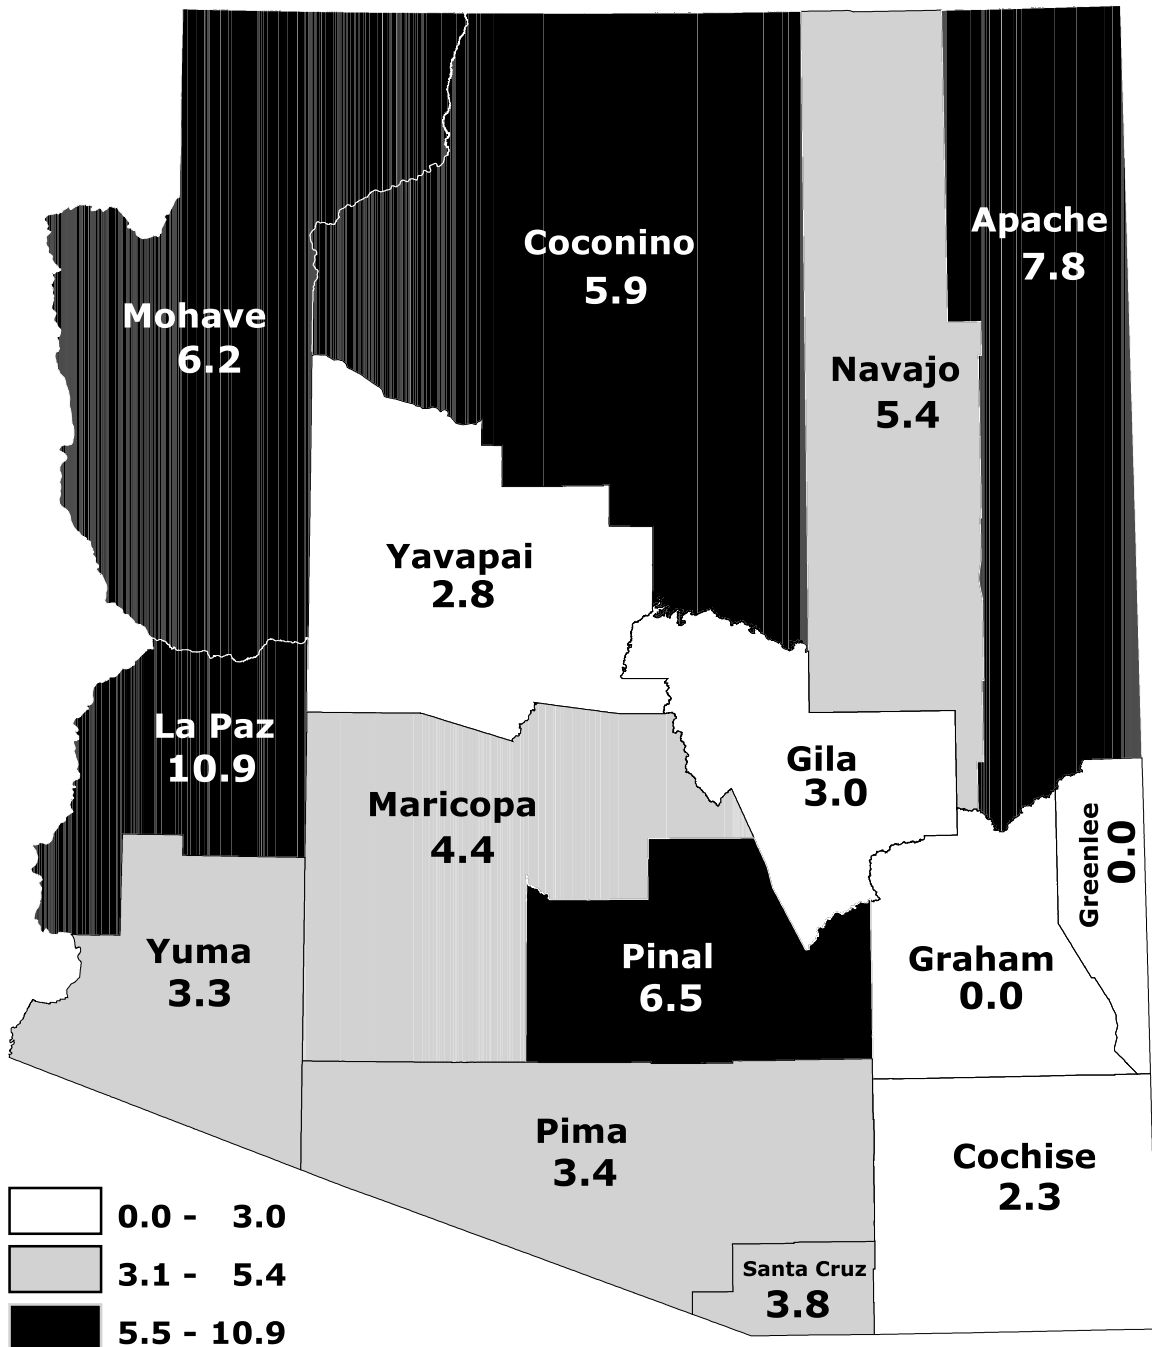 Apache
7.8
Coconino
5.9
Mohave
6.2
Navajo
5.4
Yavapai
2.8
La Paz
10.9
Gila
3.0
Maricopa
4.4
Greenlee
0.0
Yuma
3.3
Pinal
6.5
Graham
0.0
Pima
3.4
Cochise
2.3
Santa Cruz
3.8
0.0 - 3.0
3.1 - 5.4
5.5 - 10.9